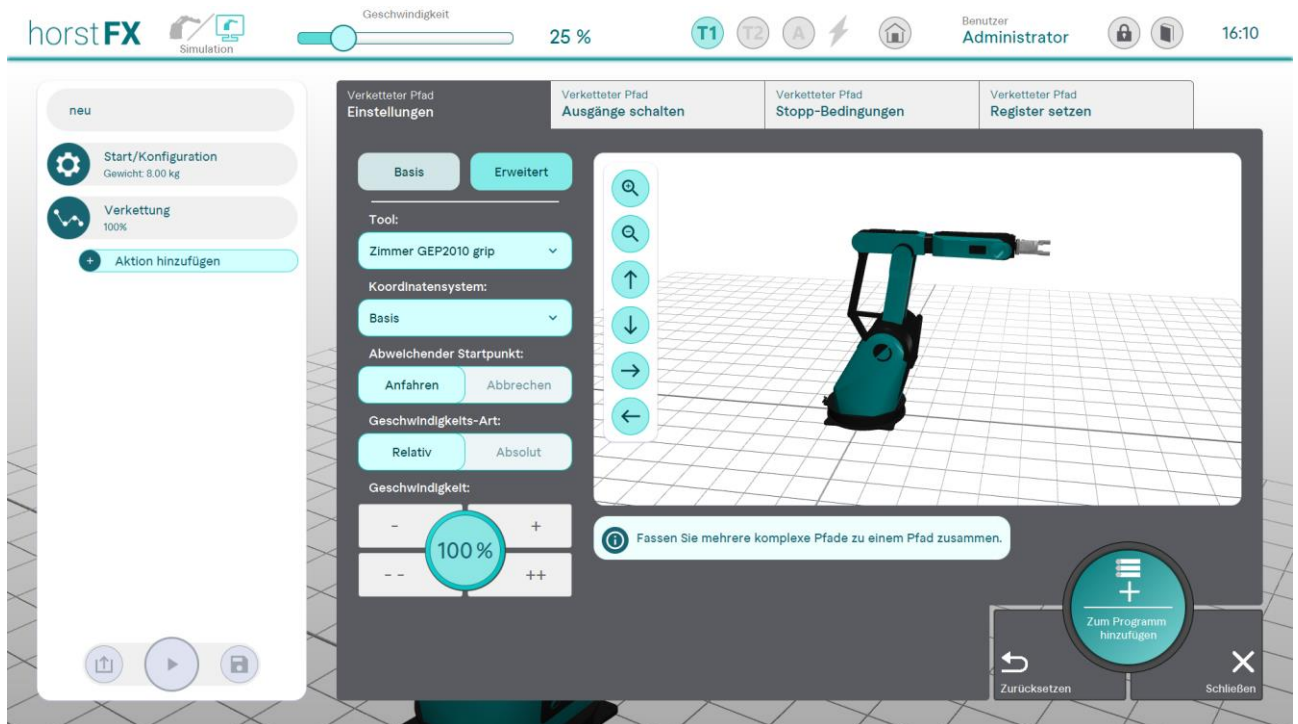 horstFX
Simulation
Geschwindigkeit
25 %
T1
T2
A
Benutzer
Administrator
16:10
neu
Start/Konfiguration
Gewicht: 8.00 kg
Verkettung
100%
+ Aktion hinzufügen
Verketteter Pfad
Einstellungen
Verketteter Pfad
Ausgänge schalten
Verketteter Pfad
Stopp-Bedingungen
Verketteter Pfad
Register setzen
Basis
Erweitert
Tool:
Zimmer GEP2010 grip
Koordinatensystem:
Basis
Abweichender Startpunkt:
Anfahren
Abbrechen
Geschwindigkeits-Art:
Relativ
Absolut
Geschwindigkeit:
- +
100 %
- - ++
Fassen Sie mehrere komplexe Pfade zu einem Pfad zusammen.
Zum Programm
hinzufügen
Zurücksetzen
Schließen